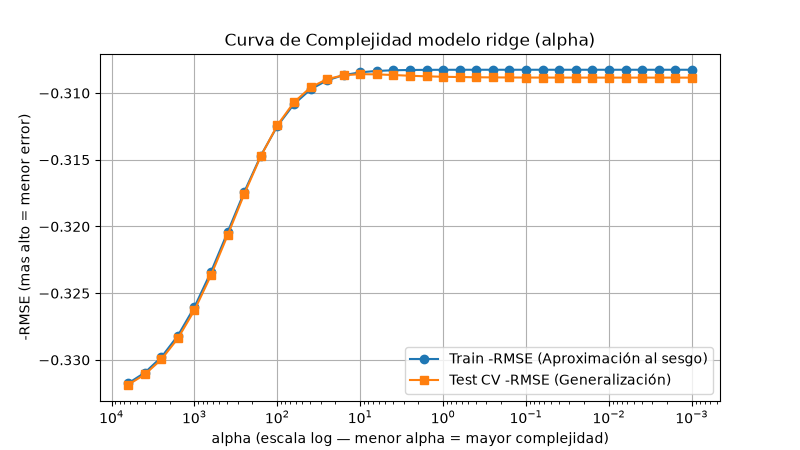 Curva de Complejidad modelo ridge (alpha)
-RMSE (mas alto = menor error)
−0.310
−0.315
−0.320
−0.325
−0.330
Train -RMSE (Aproximación al sesgo)
Test CV -RMSE (Generalización)
10⁴ 10³ 10² 10¹ 10⁰ 10⁻¹ 10⁻² 10⁻³
alpha (escala log — menor alpha = mayor complejidad)